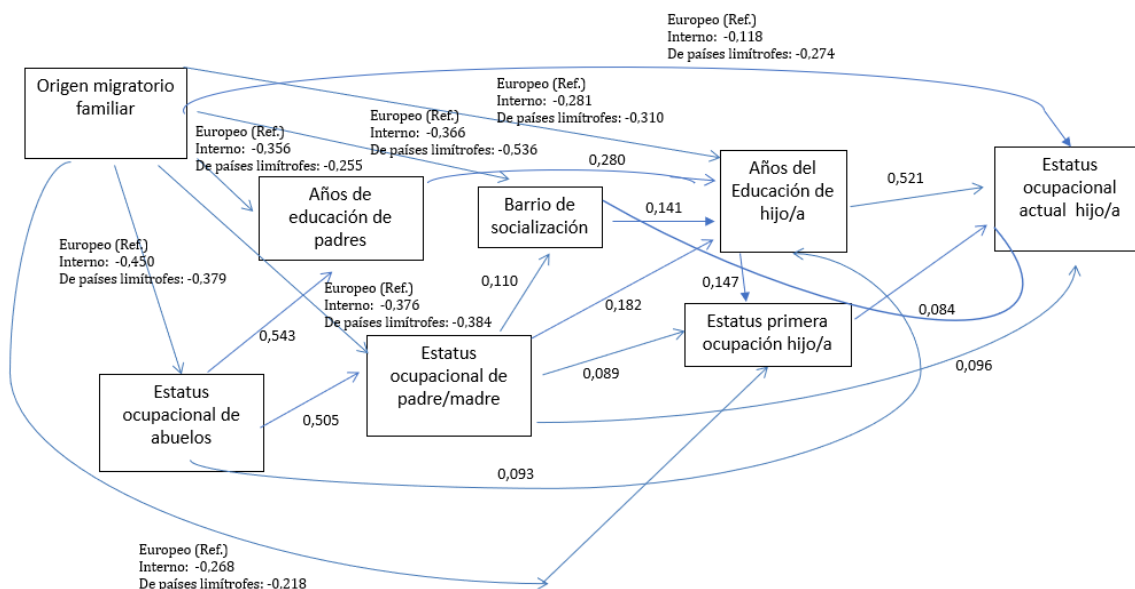 Europeo (Ref.)
Interno: -0,118
De países limítrofes: -0,274
Origen migratorio
familiar
Europeo (Ref.)
Interno: -0,281
De países limítrofes: -0,310
Europeo (Ref.)
Interno: -0,366
De países limítrofes: -0,536
Europeo (Ref.)
Interno: -0,356
De países limítrofes: -0,255
0,280
Años de
educación de
padres
Barrio de
socialización
Años del
Educación de
hijo/a
Estatus
ocupacional
actual hijo/a
0,521
0,141
Europeo (Ref.)
Interno: -0,450
De países limítrofes: -0,379
0,110
0,147
Europeo (Ref.)
Interno: -0,376
De países limítrofes: -0,384
0,182
0,084
0,543
Estatus primera
ocupación hijo/a
Estatus
ocupacional de
padre/madre
0,089
0,096
Estatus
ocupacional de
abuelos
0,505
0,093
Europeo (Ref.)
Interno: -0,268
De países limítrofes: -0,218